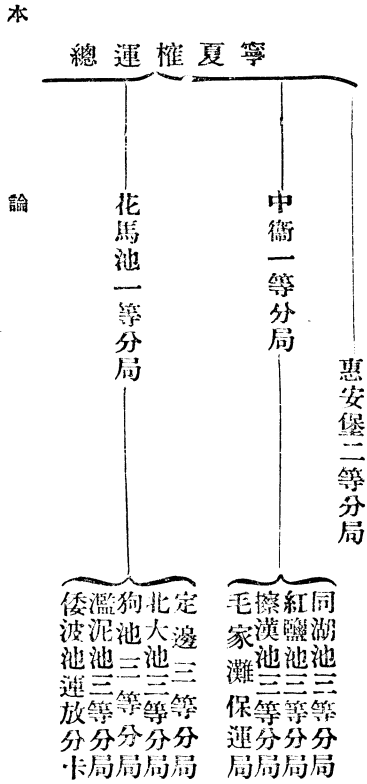 本論
寧夏榷運總
惠安堡二等分局
中衞一等分局
花馬池一等分局
同湖池三等分局
紅鹽池三等分局
擦漢池三等分局
毛家灘保運局
定邊三等分局
北大池三等分局
狗池三等分局
濫泥池三等分局
倭波池運放分卡